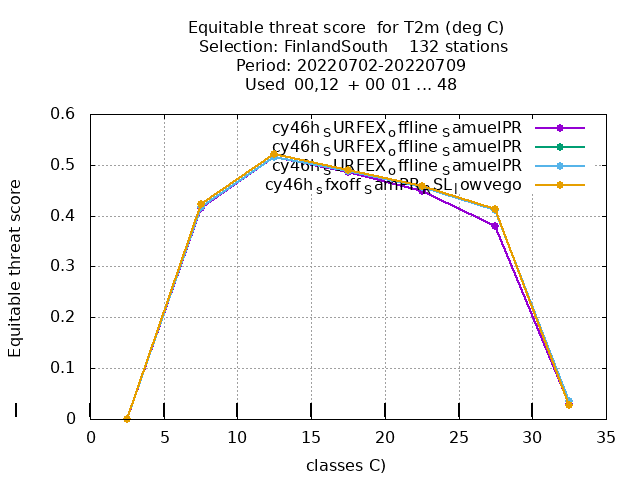 Equitable threat score for T2m (deg C)
Selection: FinlandSouth 132 stations
Period: 20220702-20220709
Used 00,12 + 00 01 ... 48
Equitable threat score
0.6
0.5
0.4
0.3
0.2
0.1
0
cy46h_SURFEX_offline_SamuelPR
cy46h_SURFEX_offline_SamuelPR
cy46h_SURFEX_offline_SamuelPR
cy46h_sfxoff_SamPR_RSL_lowvego
0 5 10 15 20 25 30 35
classes C)